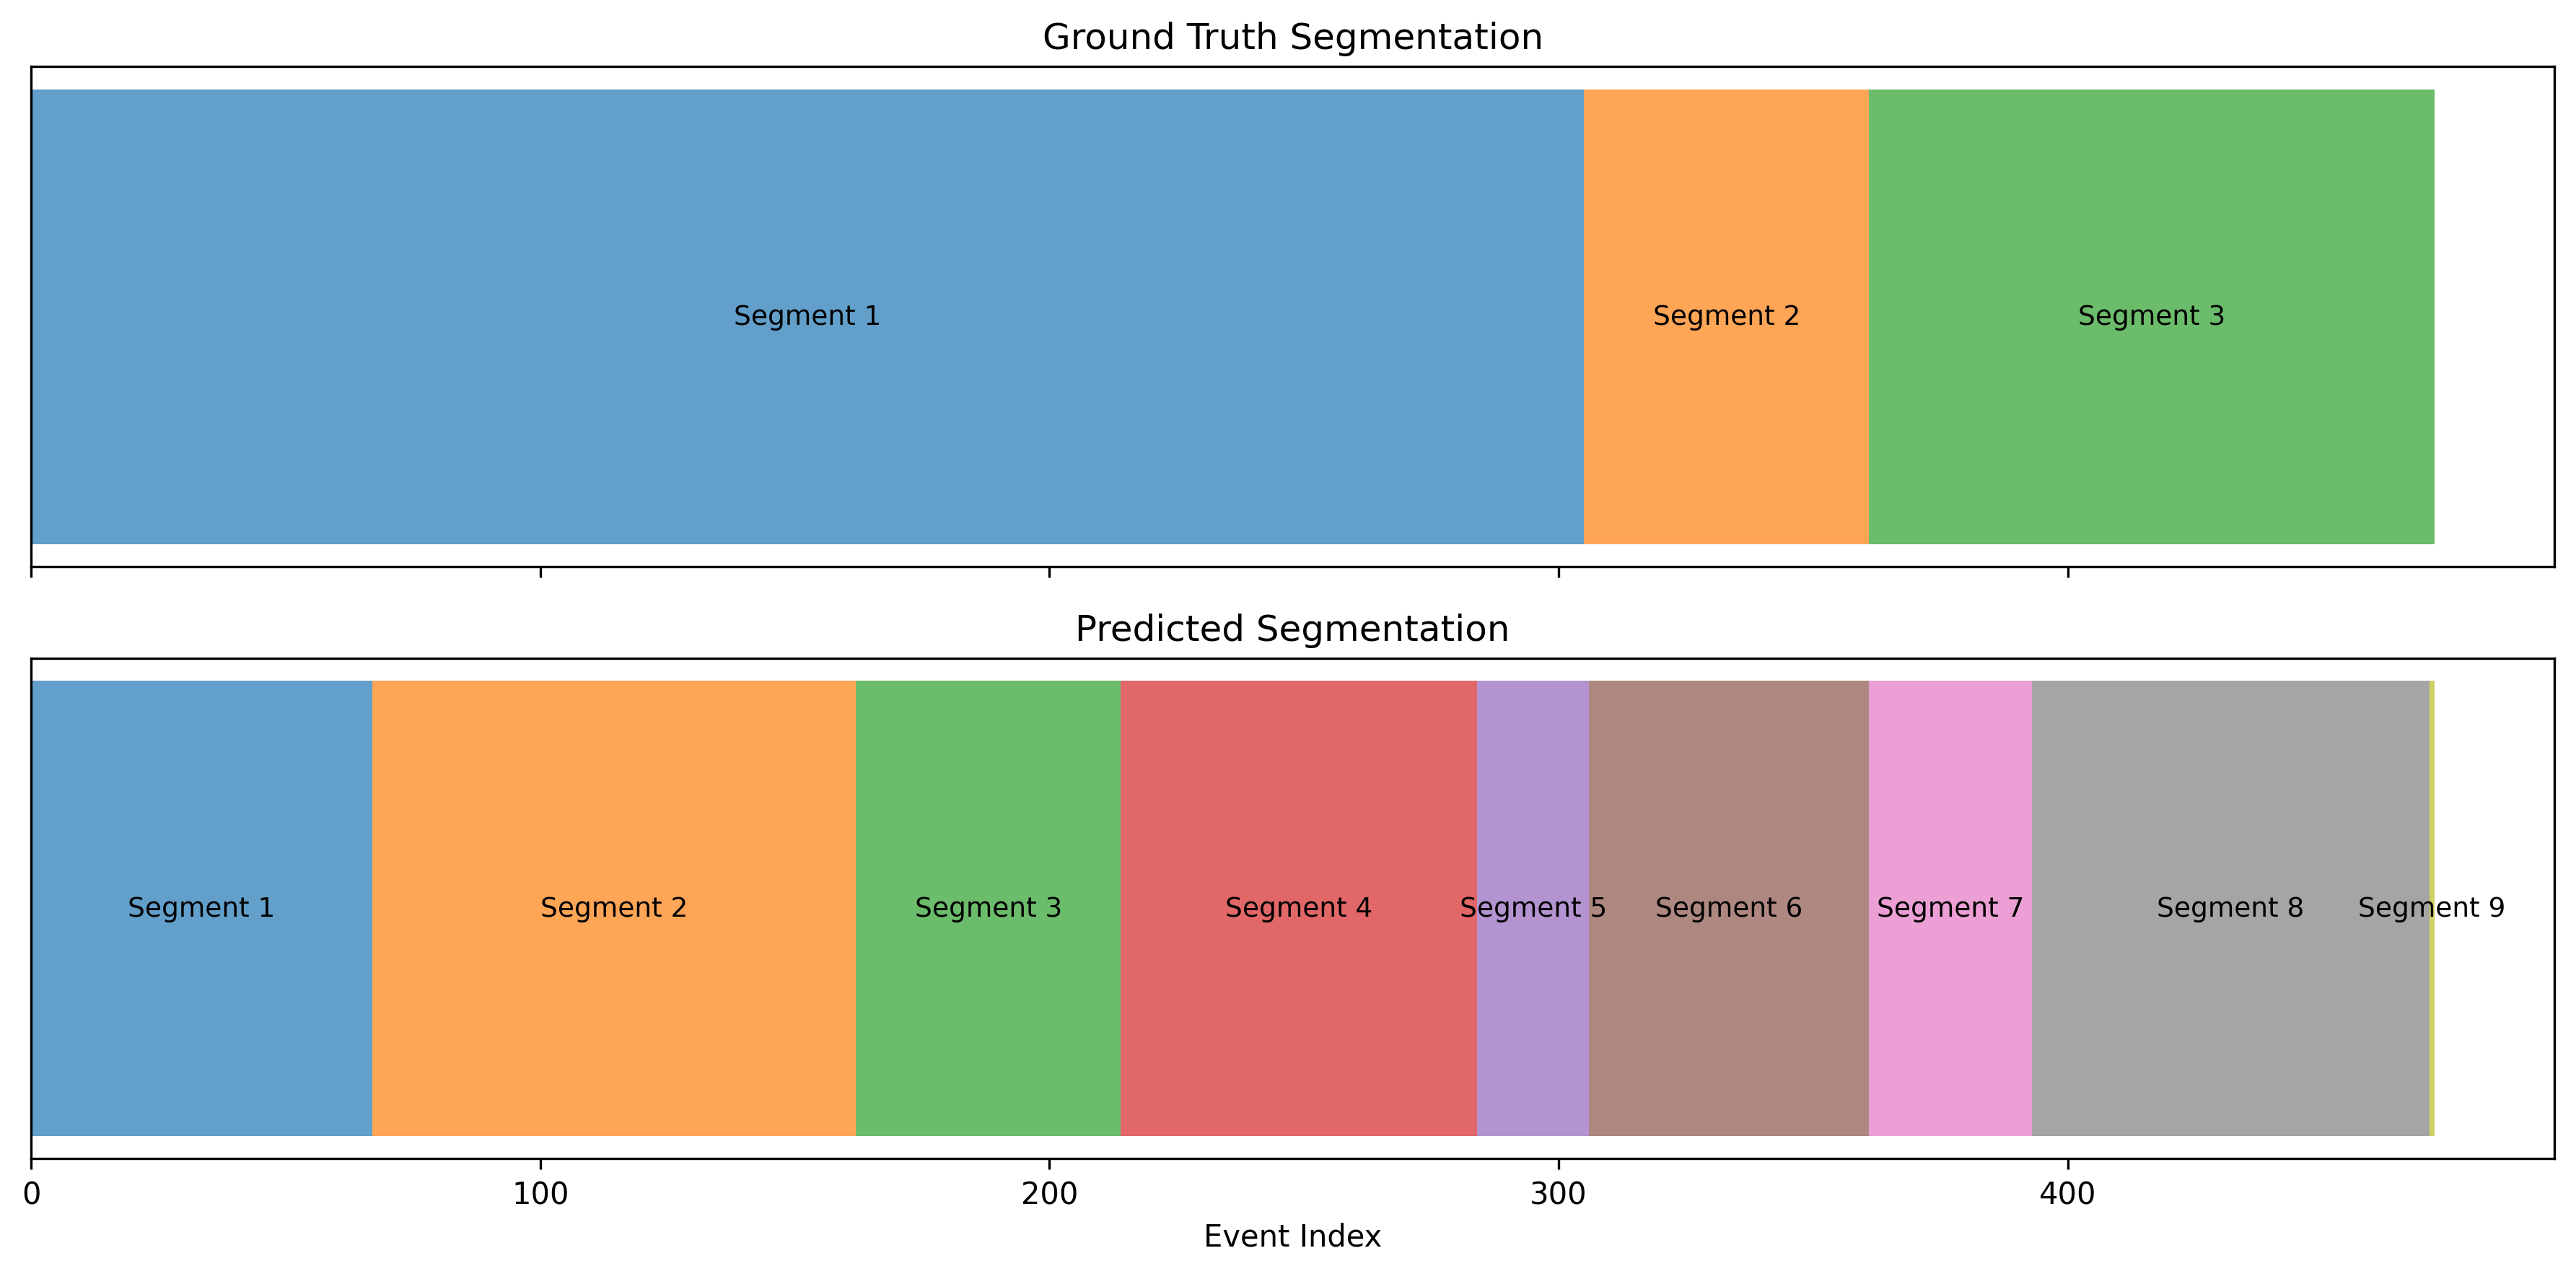 Ground Truth Segmentation
Segment 1 Segment 2 Segment 3
Predicted Segmentation
Segment 1 Segment 2 Segment 3 Segment 4 Segment 5 Segment 6 Segment 7 Segment 8 Segment 9
0 100 200 300 400
Event Index